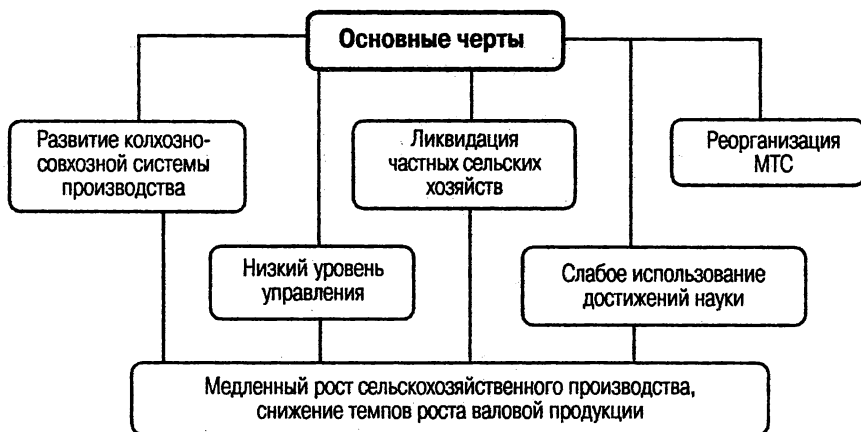 Основные черты
Развитие колхозно-
совхозной системы
производства
Ликвидация
частных сельских
хозяйств
Реорганизация
МТС
Низкий уровень
управления
Слабое использование
достижений науки
Медленный рост сельскохозяйственного производства,
снижение темпов роста валовой продукции